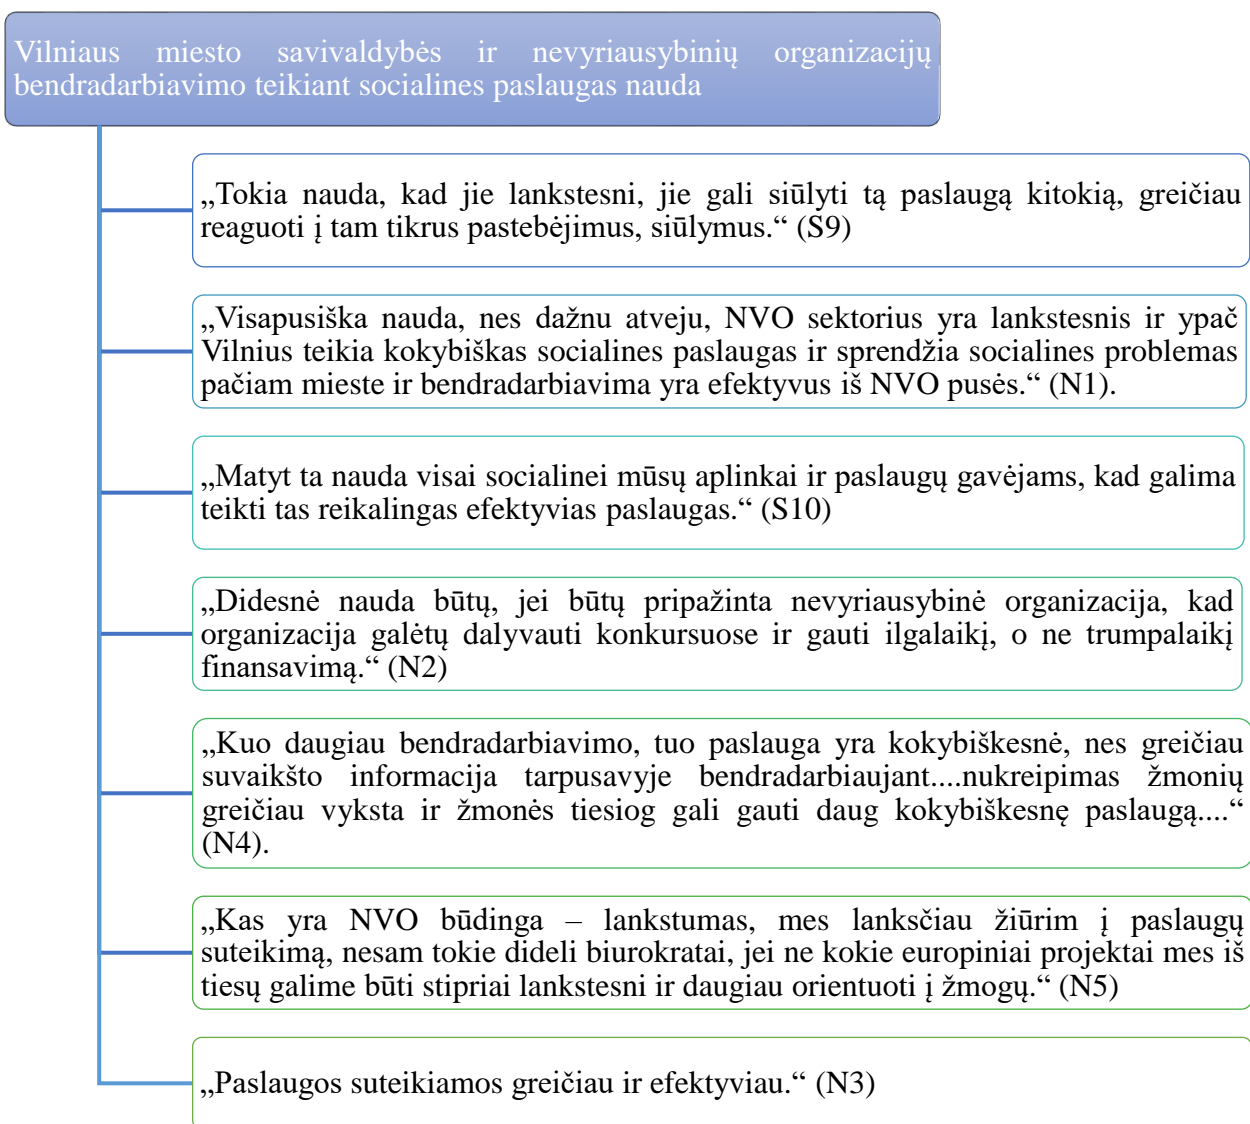 Vilniaus miesto savivaldybės ir nevyriausybinių organizacijų
bendradarbiavimo teikiant socialines paslaugas nauda
„Tokia nauda, kad jie lankstesni, jie gali siūlyti tą paslaugą kitokią, greičiau
reaguoti į tam tikrus pastebėjimus, siūlymus.“ (S9)
„Visapusiška nauda, nes dažnu atveju, NVO sektorius yra lankstesnis ir ypač
Vilnius teikia kokybiškas socialines paslaugas ir sprendžia socialines problemas
pačiam mieste ir bendradarbiavima yra efektyvus iš NVO pusės.“ (N1).
„Matyt ta nauda visai socialinei mūsų aplinkai ir paslaugų gavėjams, kad galima
teikti tas reikalingas efektyvias paslaugas.“ (S10)
„Didesnė nauda būtų, jei būtų pripažinta nevyriausybinė organizacija, kad
organizacija galėtų dalyvauti konkursuose ir gauti ilgalaikį, o ne trumpalaikį
finansavimą.“ (N2)
„Kuo daugiau bendradarbiavimo, tuo paslauga yra kokybiškesnė, nes greičiau
suvaikšto informacija tarpusavyje bendradarbiaujant....nukreipimas žmonių
greičiau vyksta ir žmonės tiesiog gali gauti daug kokybiškesnę paslaugą....“
(N4).
„Kas yra NVO būdinga – lankstumas, mes lanksčiau žiūrim į paslaugų
suteikimą, nesam tokie dideli biurokratai, jei ne kokie europiniai projektai mes iš
tiesų galime būti stipriai lankstesni ir daugiau orientuoti į žmogų.“ (N5)
„Paslaugos suteikiamos greičiau ir efektyviau.“ (N3)